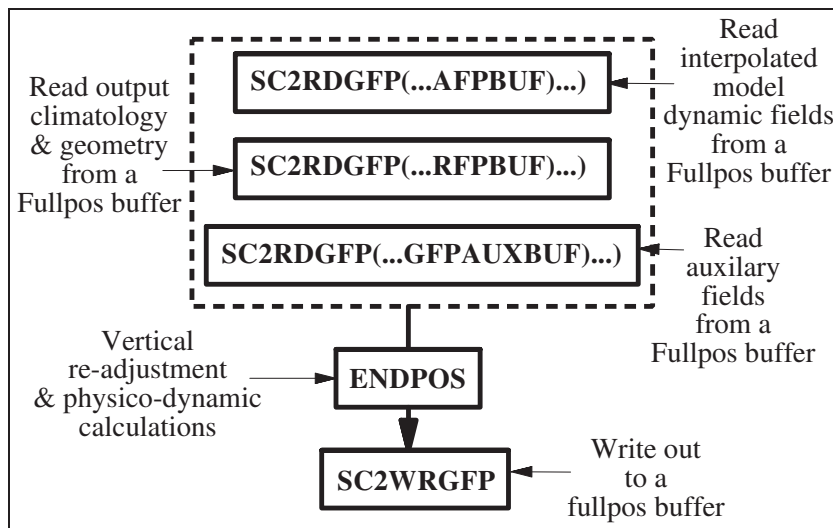 SC2RDGFP(...AFPBUF)...)
Read
interpolated
model
dynamic fields
from a
Fullpos buffer
Read output
climatology
& geometry
from a
Fullpos buffer
SC2RDGFP(...RFPBUF)...)
SC2RDGFP(...GFPAUXBUF)...)
Read
auxilary
fields
from a
Fullpos buffer
Vertical
re-adjustment
& physico-dynamic
calculations
ENDPOS
SC2WRGFP
Write out
to a
fullpos buffer